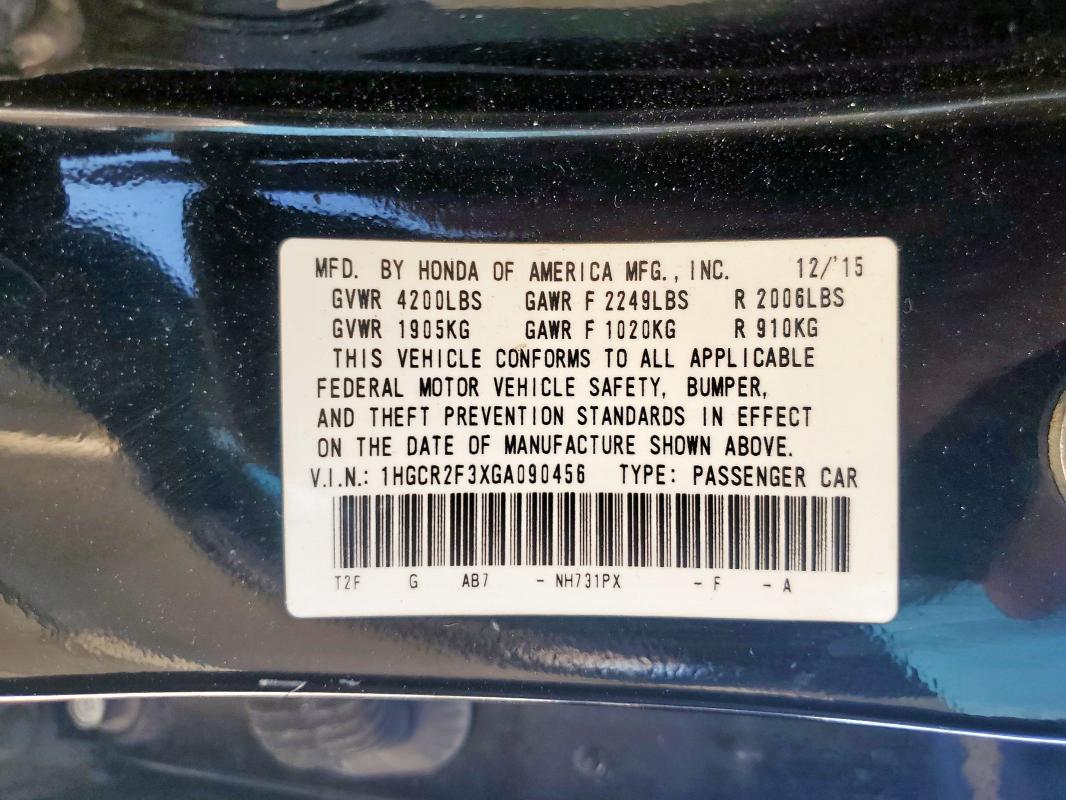 MFD. BY HONDA OF AMERICA MFG., INC. 12/'15
GVWR 4200LBS GAWR F 2249LBS R 2006LBS
GVWR 1905KG GAWR F 1020KG R 910KG
THIS VEHICLE CONFORMS TO ALL APPLICABLE
FEDERAL MOTOR VEHICLE SAFETY, BUMPER,
AND THEFT PREVENTION STANDARDS IN EFFECT
ON THE DATE OF MANUFACTURE SHOWN ABOVE.
V.I.N.: 1HGCR2F3XGA090456 TYPE: PASSENGER CAR
T2F G AB7 - NH731PX - F - A